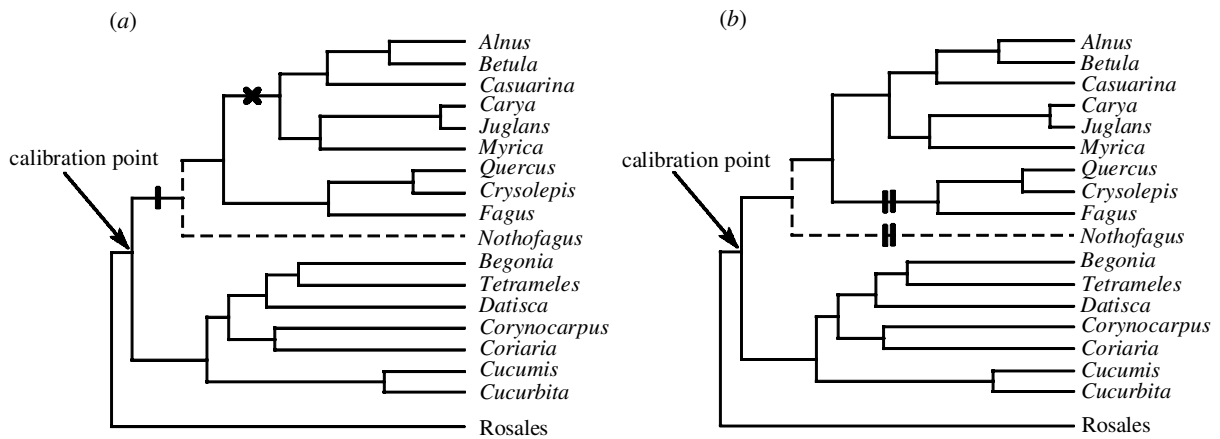 (a)
Alnus
Betula
Casuarina
Carya
Juglans
Myrica
calibration point
Quercus
Crysolepis
Fagus
Nothofagus
Begonia
Tetrameles
Datisca
Corynocarpus
Coriaria
Cucumis
Cucurbita
Rosales
(b)
Alnus
Betula
Casuarina
Carya
Juglans
Myrica
calibration point
Quercus
Crysolepis
Fagus
Nothofagus
Begonia
Tetrameles
Datisca
Corynocarpus
Coriaria
Cucumis
Cucurbita
Rosales